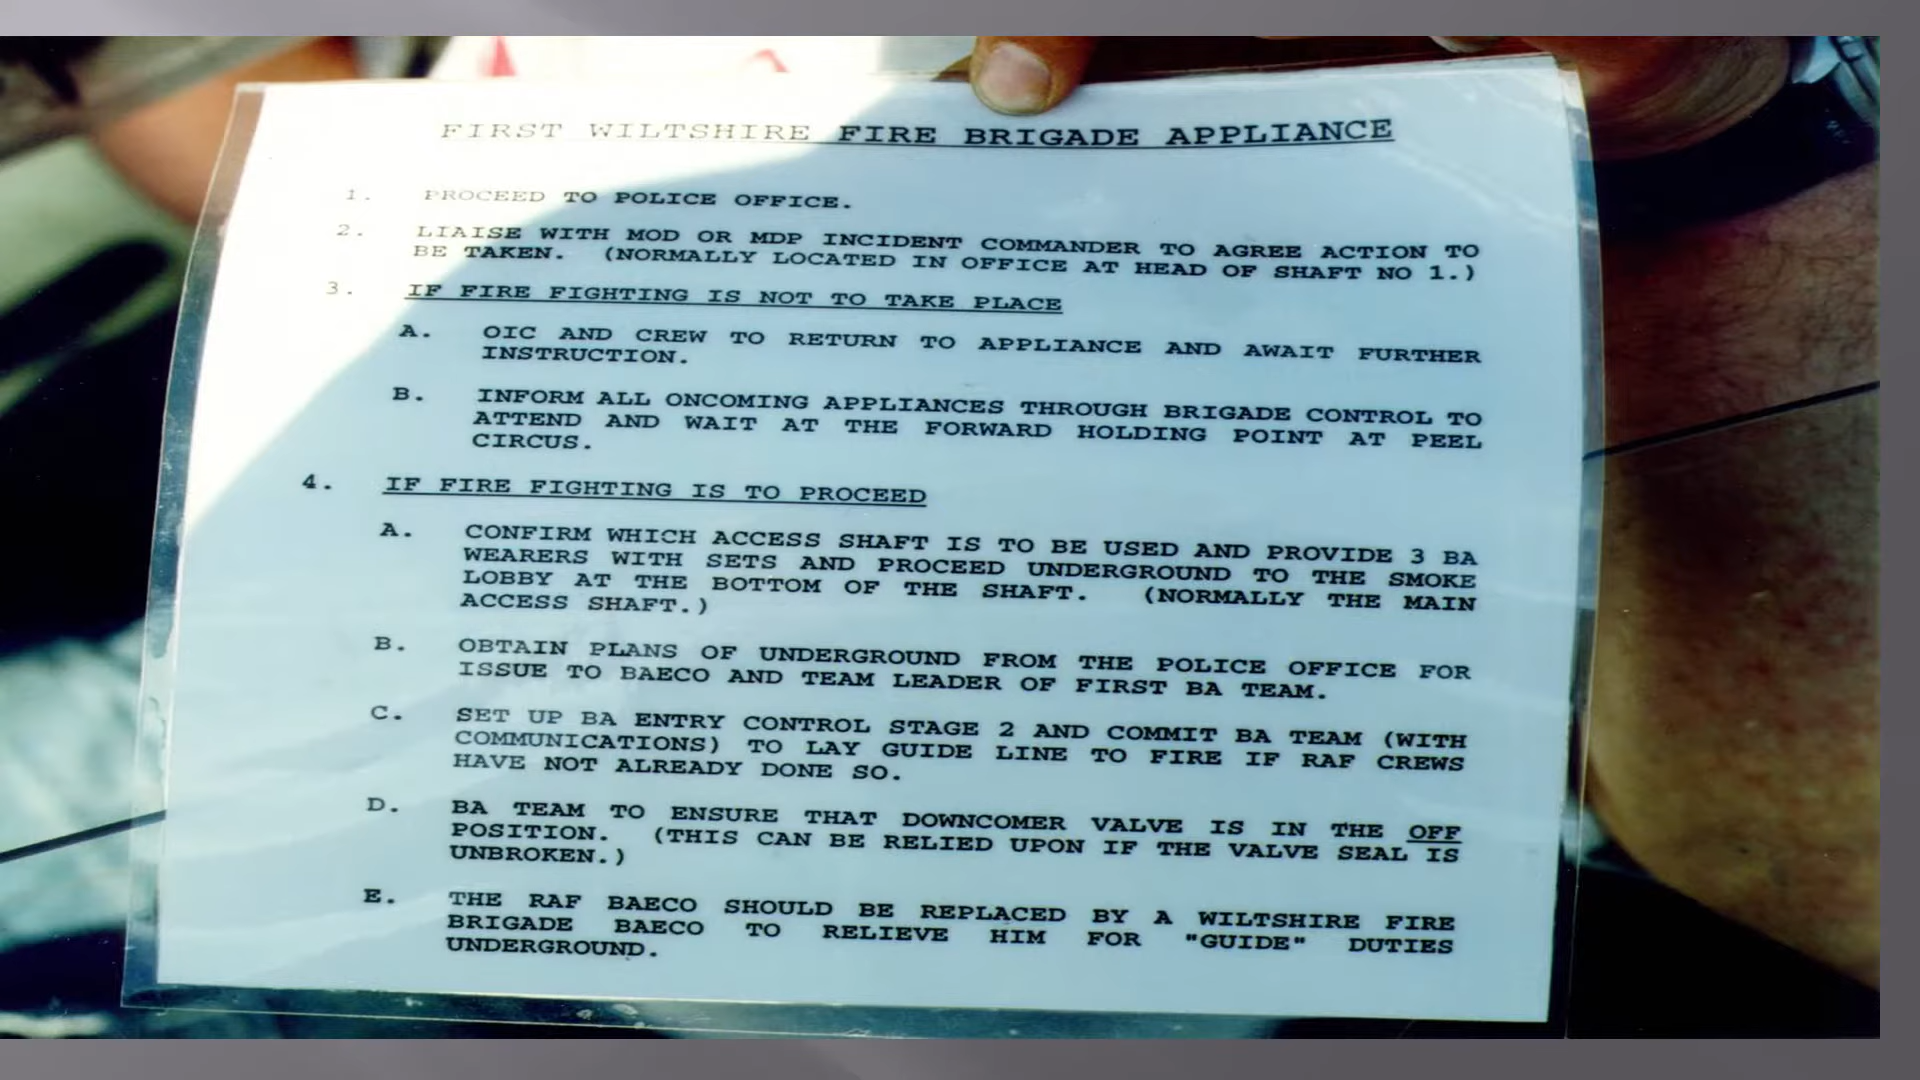 FIRST WILTSHIRE FIRE BRIGADE APPLIANCE
1. PROCEED TO POLICE OFFICE.
2. LIAISE WITH MOD OR MDP INCIDENT COMMANDER TO AGREE ACTION TO
BE TAKEN. (NORMALLY LOCATED IN OFFICE AT HEAD OF SHAFT NO 1.)
3. IF FIRE FIGHTING IS NOT TO TAKE PLACE
A. OIC AND CREW TO RETURN TO APPLIANCE AND AWAIT FURTHER
INSTRUCTION.
B. INFORM ALL ONCOMING APPLIANCES THROUGH BRIGADE CONTROL TO
ATTEND AND WAIT AT THE FORWARD HOLDING POINT AT PEEL
CIRCUS.
4. IF FIRE FIGHTING IS TO PROCEED
A. CONFIRM WHICH ACCESS SHAFT IS TO BE USED AND PROVIDE 3 BA
WEARERS WITH SETS AND PROCEED UNDERGROUND TO THE SMOKE
LOBBY AT THE BOTTOM OF THE SHAFT. (NORMALLY THE MAIN
ACCESS SHAFT.)
B. OBTAIN PLANS OF UNDERGROUND FROM THE POLICE OFFICE FOR
ISSUE TO BAECO AND TEAM LEADER OF FIRST BA TEAM.
C. SET UP BA ENTRY CONTROL STAGE 2 AND COMMIT BA TEAM (WITH
COMMUNICATIONS) TO LAY GUIDE LINE TO FIRE IF RAF CREWS
HAVE NOT ALREADY DONE SO.
D. BA TEAM TO ENSURE THAT DOWNCOMER VALVE IS IN THE OFF
POSITION. (THIS CAN BE RELIED UPON IF THE VALVE SEAL IS
UNBROKEN.)
E. THE RAF BAECO SHOULD BE REPLACED BY A WILTSHIRE FIRE
BRIGADE BAECO TO RELIEVE HIM FOR "GUIDE" DUTIES
UNDERGROUND.